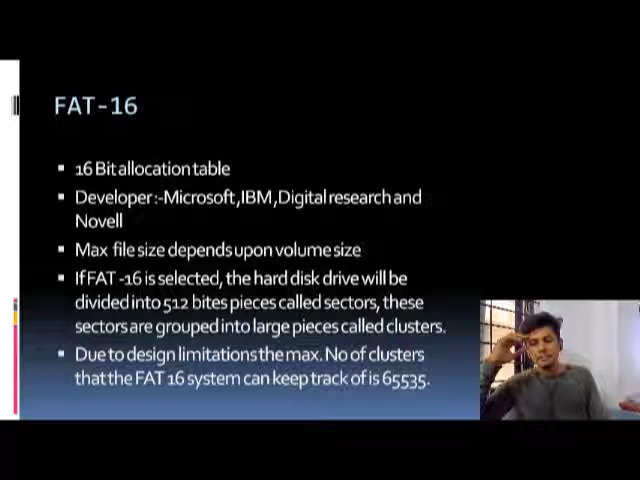 FAT-16
16 Bit allocation table
Developer :-Microsoft,IBM,Digital research and
Novell
Max file size depends upon volume size
If FAT -16 is selected, the hard disk drive will be
divided into 512 bites pieces called sectors, these
sectors are grouped into large pieces called clusters.
Due to design limitations the max. No of clusters
that the FAT 16 system can keep track of is 65535.